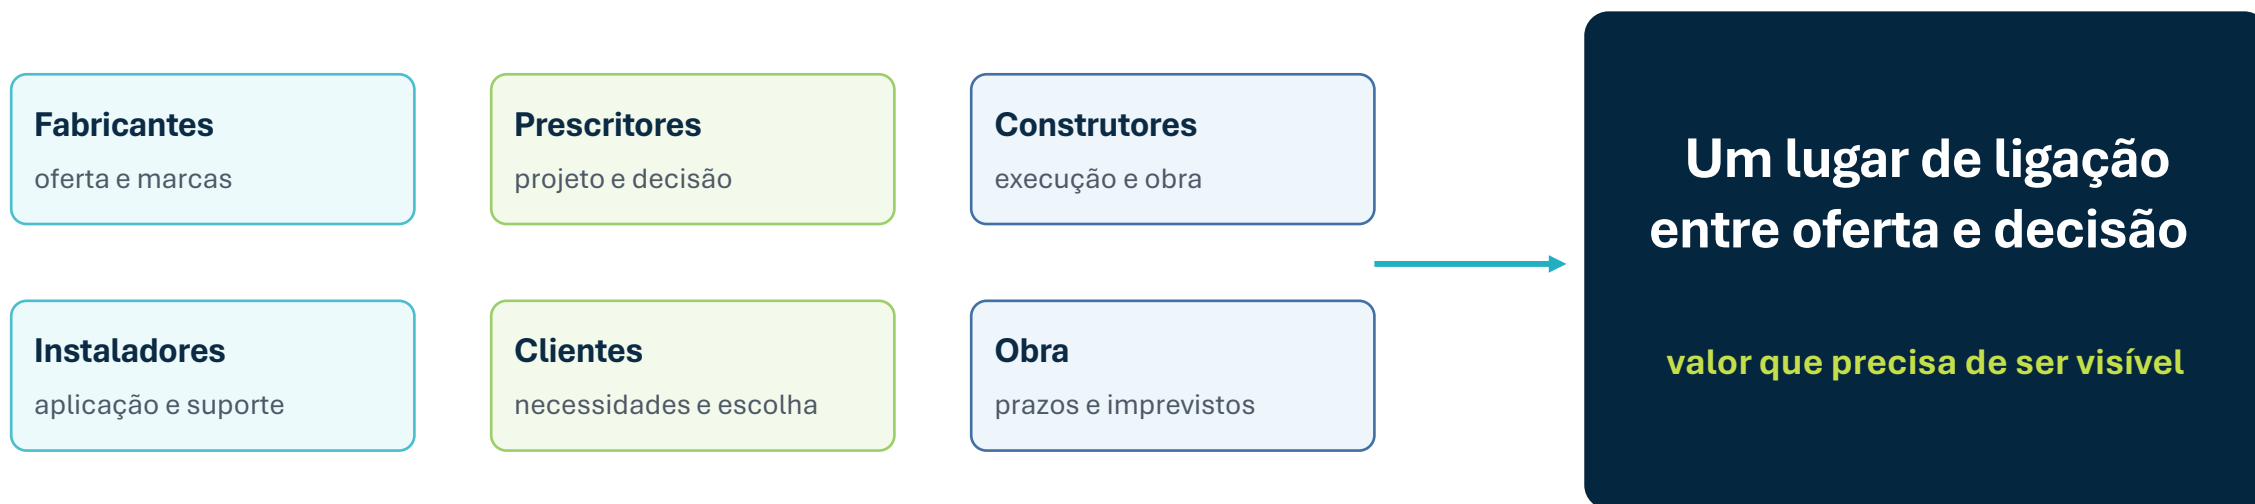 Fabricantes
oferta e marcas
Prescritores
projeto e decisão
Construtores
execução e obra
Instaladores
aplicação e suporte
Clientes
necessidades e escolha
Obra
prazos e imprevistos
Um lugar de ligação
entre oferta e decisão
valor que precisa de ser visível